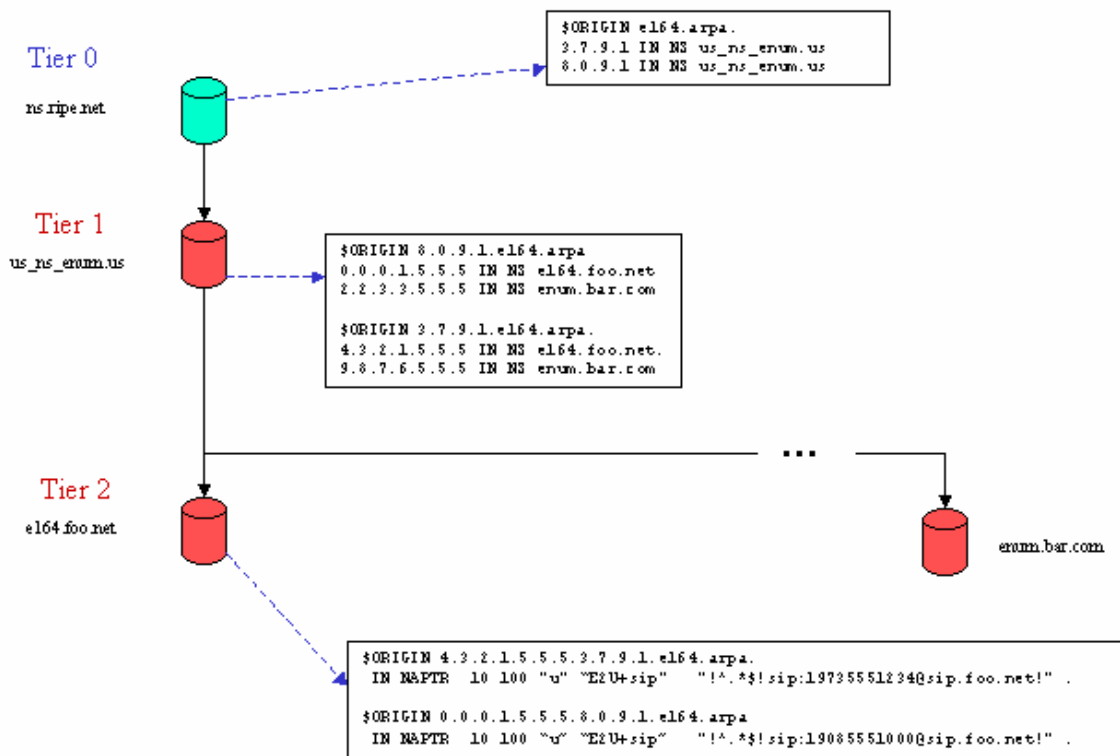 Tier 0
ns.ripe.net
$ORIGIN e164.arpa.
3.7.9.1 IN NS us_ns_enum.us
8.0.9.1 IN NS us_ns_enum.us
Tier 1
us_ns_enum.us
$ORIGIN 8.0.9.1.e164.arpa
0.0.0.1.5.5.5 IN NS e164.foo.net
2.2.3.3.5.5.5 IN NS enum.bar.com
$ORIGIN 3.7.9.1.e164.arpa.
4.3.2.1.5.5.5 IN NS e164.foo.net.
9.8.7.6.5.5.5 IN NS enum.bar.com
...
Tier 2
e164.foo.net
enum.bar.com
$ORIGIN 4.3.2.1.5.5.5.3.7.9.1.e164.arpa.
IN NAPTR 10 100 "u" "E2U+sip" "!^.*$!sip:19735551234@sip.foo.net!" .
$ORIGIN 0.0.0.1.5.5.5.8.0.9.1.e164.arpa
IN NAPTR 10 100 "u" "E2U+sip" "!^.*$!sip:19085551000@sip.foo.net!" .